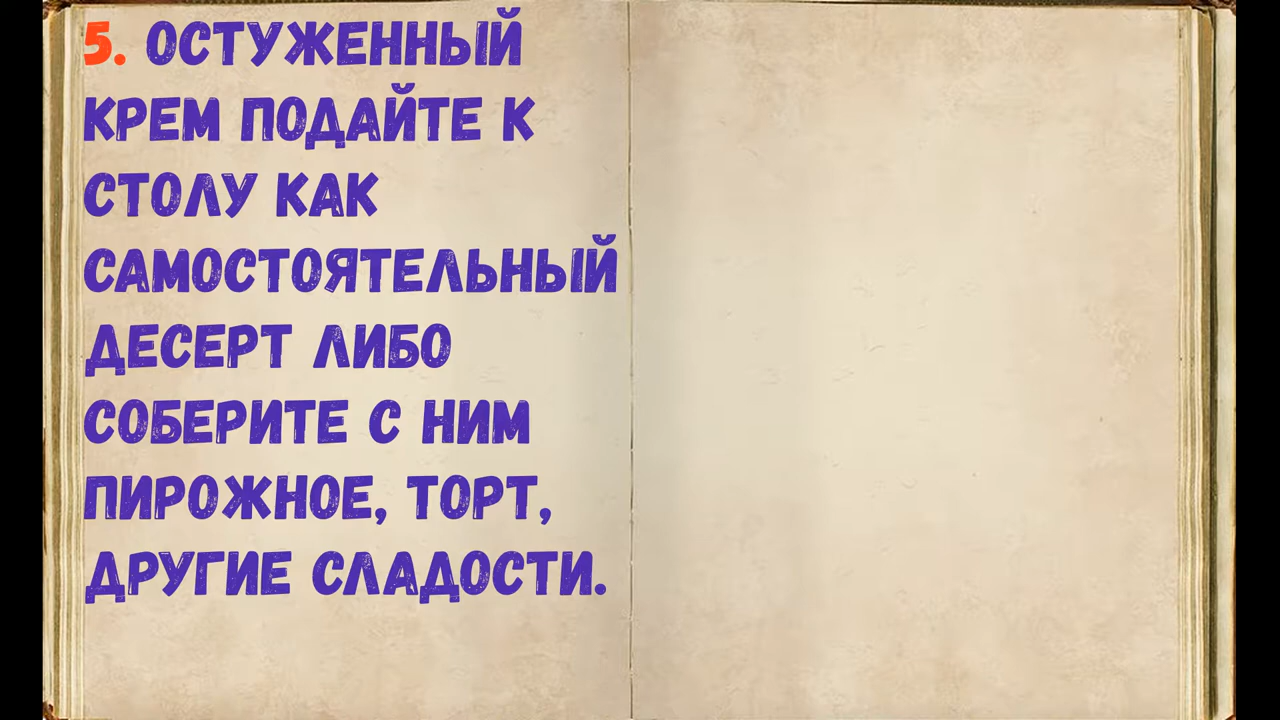 5. ОСТУЖЕННЫЙ
КРЕМ ПОДАЙТЕ К
СТОЛУ КАК
САМОСТОЯТЕЛЬНЫЙ
ДЕСЕРТ ЛИБО
СОБЕРИТЕ С НИМ
ПИРОЖНОЕ, ТОРТ,
ДРУГИЕ СЛАДОСТИ.